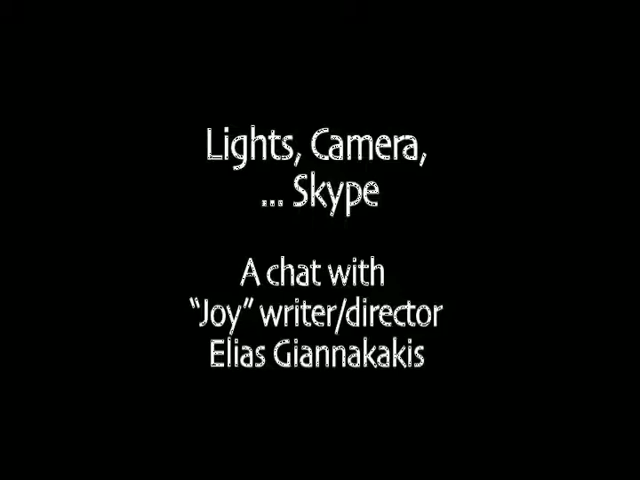 Lights, Camera,
... Skype
A chat with
“Joy” writer/director
Elias Giannakakis